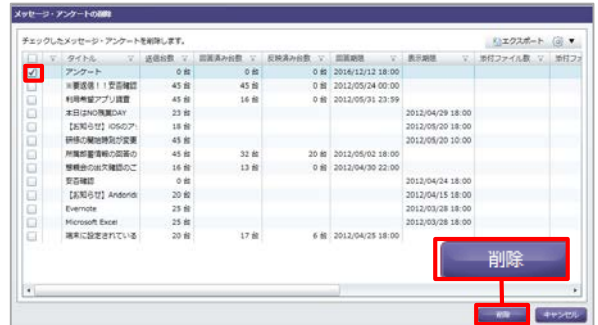 メッセージ・アンケートの削除
チェックしたメッセージ・アンケートを削除します。
エクスポート
タイトル 送信台数 回答済み台数 反映済み台数 回答期限 表示期限 添付ファイル数 添付ファ
アンケート 0 台 0 台 0 台 2016/12/12 18:00
※要返信!!安否確認 45 台 45 台 0 台 2012/05/24 00:00
利用希望アプリ調査 45 台 16 台 0 台 2012/05/31 23:59
本日はNO残業DAY 23 台 2012/04/29 18:00
【お知らせ】iOSのア 18 台 2012/05/20 18:00
研修の開始時刻が変更 45 台 2012/05/20 10:00
所属部署情報の回答の 45 台 32 台 20 台 2012/05/02 18:00
懇親会の出欠確認のご 16 台 13 台 0 台 2012/04/30 22:00
安否確認 0 台 2012/04/24 18:00
【お知らせ】Andorid 20 台 2012/04/15 18:00
Evernote 25 台 2012/03/28 18:00
Microsoft Excel 25 台 2012/03/28 18:00
端末に設定されている 20 台 17 台 6 台 2012/04/25 18:00
削除
削除 キャンセル